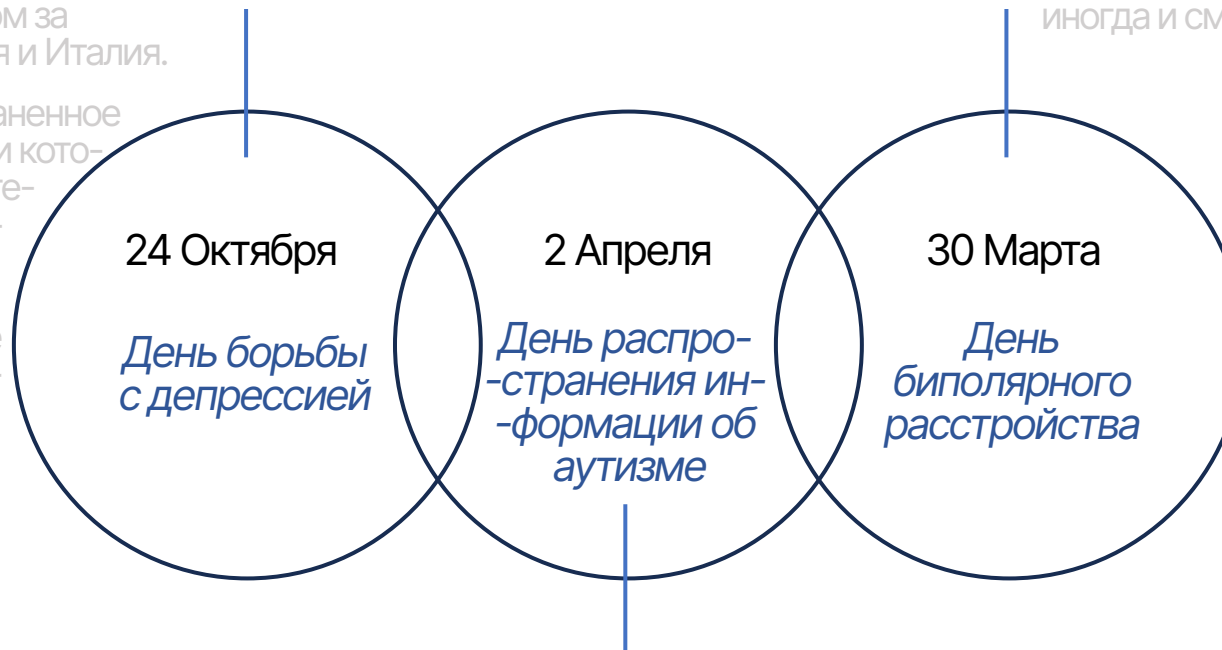 ом за
я и Италия.
аненное
и кото-
те-
иногда и см
24 Октября
День борьбы
с депрессией
2 Апреля
День распро-
-странения ин-
-формации об
аутизме
30 Марта
День
биполярного
расстройства